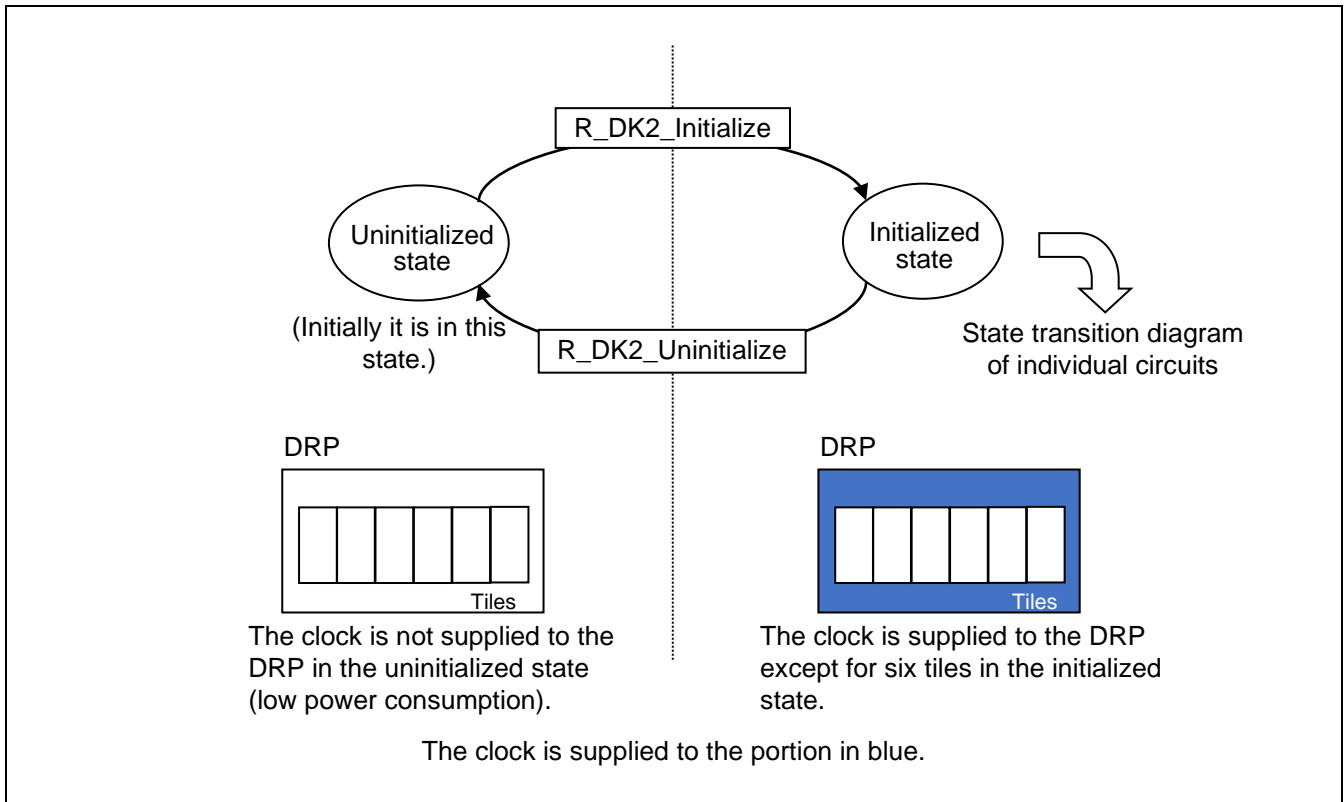 R_DK2_Initialize
Uninitialized
state
Initialized
state
(Initially it is in this
state.)
R_DK2_Uninitialize
State transition diagram
of individual circuits
DRP
Tiles
The clock is not supplied to the
DRP in the uninitialized state
(low power consumption).
DRP
Tiles
The clock is supplied to the DRP
except for six tiles in the initialized
state.
The clock is supplied to the portion in blue.